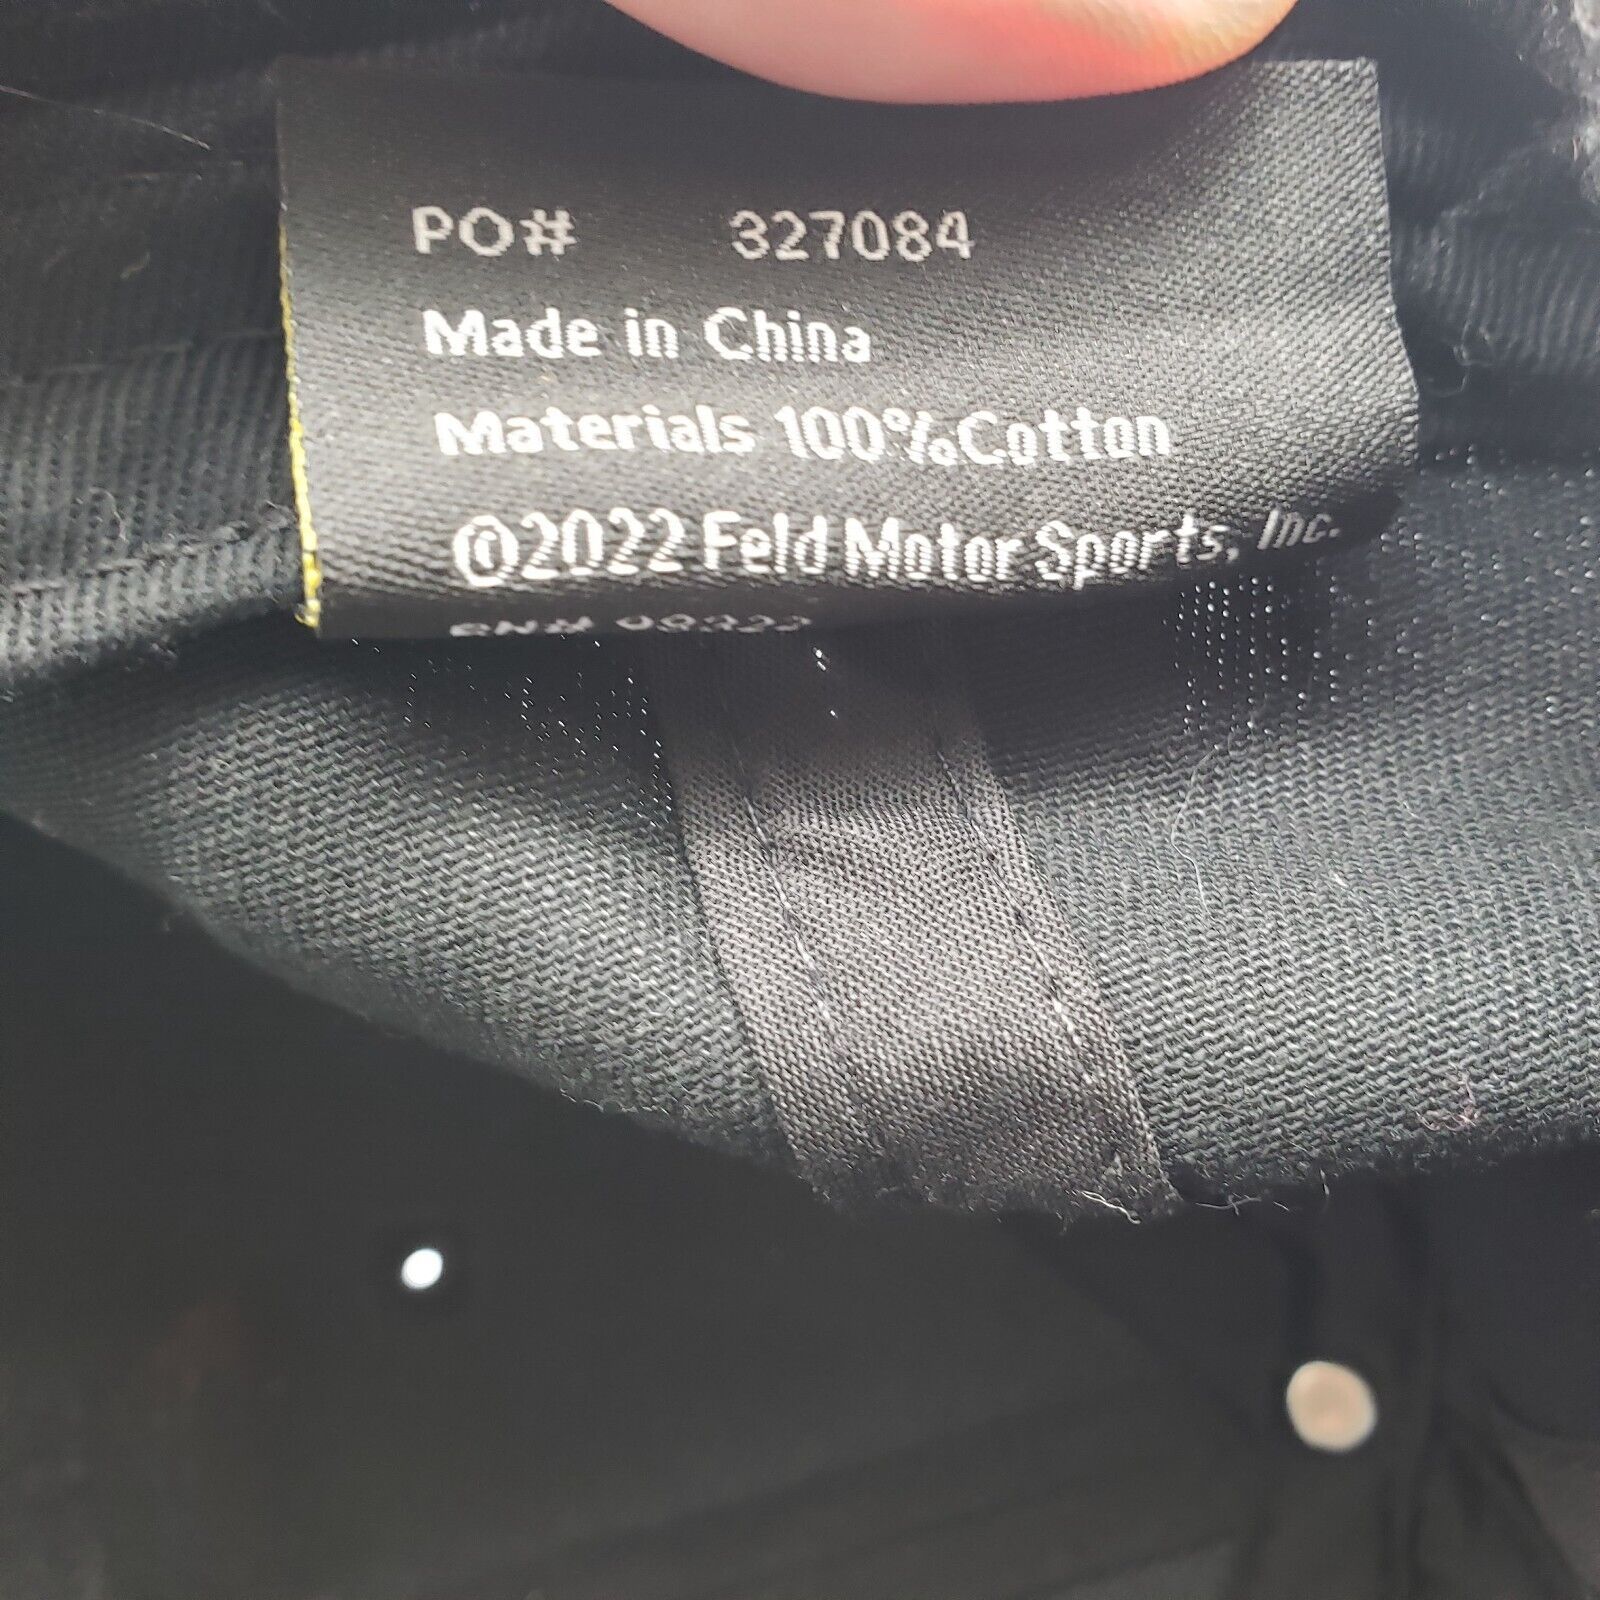 PO# 327084
Made in China
Materials 100%Cotton
©2022 Feld Motor Sports, Inc.